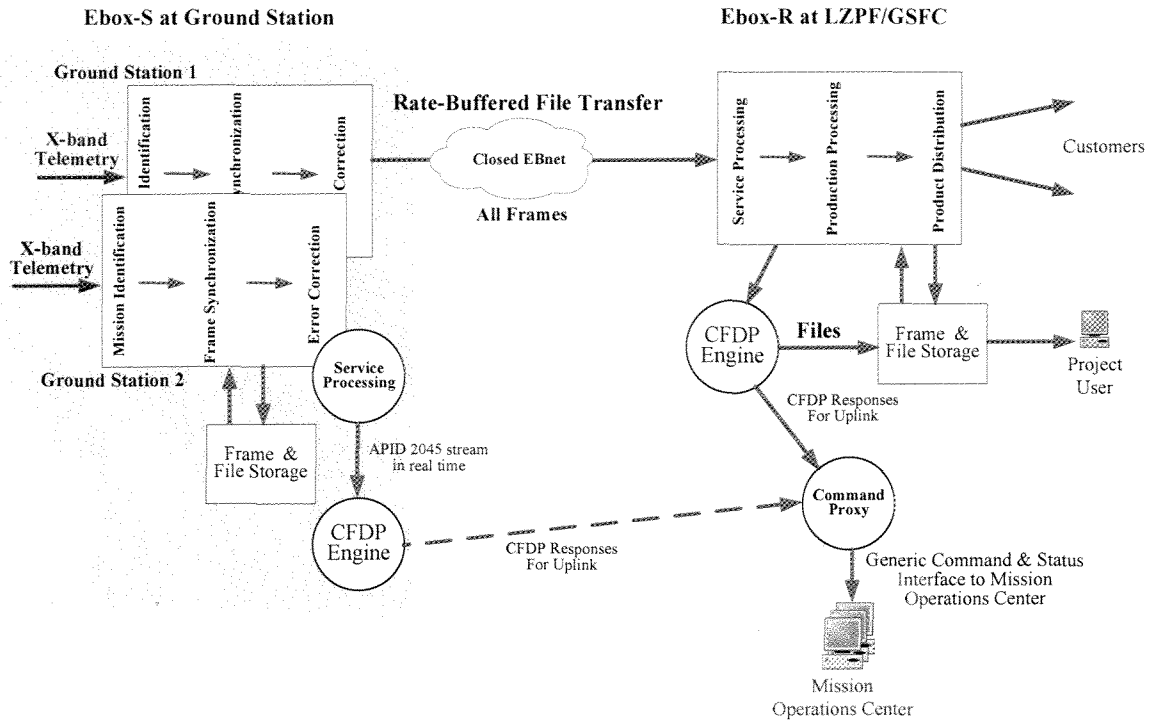 Ebox-S at Ground Station
Ebox-R at LZPF/GSFC
Ground Station 1
X-band
Telemetry
Identification
ynchronization
Correction
Rate-Buffered File Transfer
Closed EBnet
All Frames
Service Processing
Production Processing
Product Distribution
Customers
X-band
Telemetry
Mission Identification
Frame Synchronization
Error Correction
Ground Station 2
Service
Processing
Frame &
File Storage
APID 2045 stream
in real time
CFDP
Engine
CFDP Responses
For Uplink
CFDP
Engine
Files
Frame &
File Storage
Project
User
CFDP Responses
For Uplink
Command
Proxy
Generic Command & Status
Interface to Mission
Operations Center
Mission
Operations Center